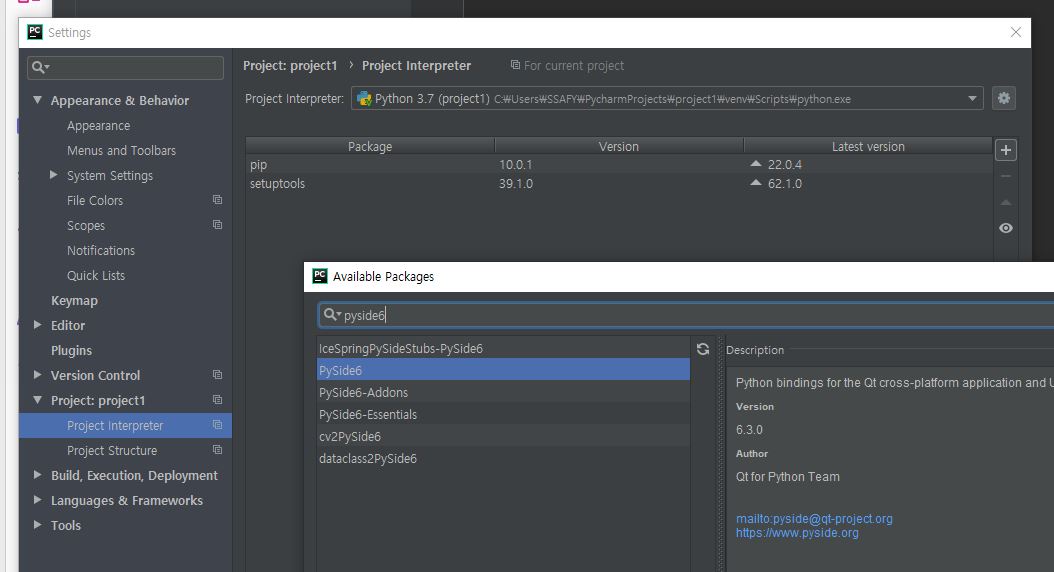 PC Settings
Project: project1 › Project Interpreter For current project
Appearance & Behavior
Project Interpreter: Python 3.7 (project1) C:₩Users₩SSAFY₩PycharmProjects₩project1₩venv₩Scripts₩python.exe
Appearance
Menus and Toolbars
System Settings
File Colors
Scopes
Notifications
Quick Lists
Keymap
Editor
Plugins
Version Control
Project: project1
Project Interpreter
Project Structure
Build, Execution, Deployment
Languages & Frameworks
Tools
Package Version Latest version
pip 10.0.1 22.0.4
setuptools 39.1.0 62.1.0
PC Available Packages
pyside6
IceSpringPySideStubs-PySide6
PySide6
PySide6-Addons
PySide6-Essentials
cv2PySide6
dataclass2PySide6
Description
Python bindings for the Qt cross-platform application and U
Version
6.3.0
Author
Qt for Python Team
mailto:pyside@qt-project.org
https://www.pyside.org